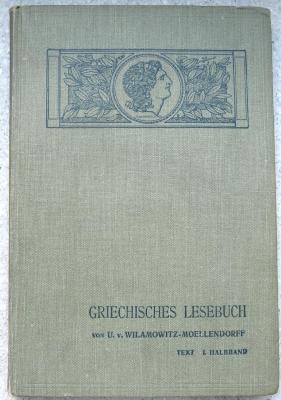 GRIECHISCHES LESEBUCH
VON U. v. WILAMOWITZ-MOELLENDORFF
TEXT I. HALBBAND